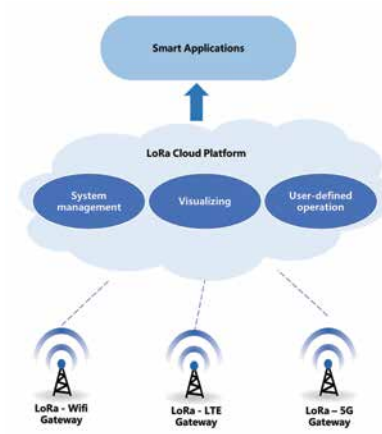 Smart Applications
LoRa Cloud Platform
System
management
Visualizing
User-defined
operation
LoRa - Wifi
Gateway
LoRa - LTE
Gateway
LoRa – 5G
Gateway